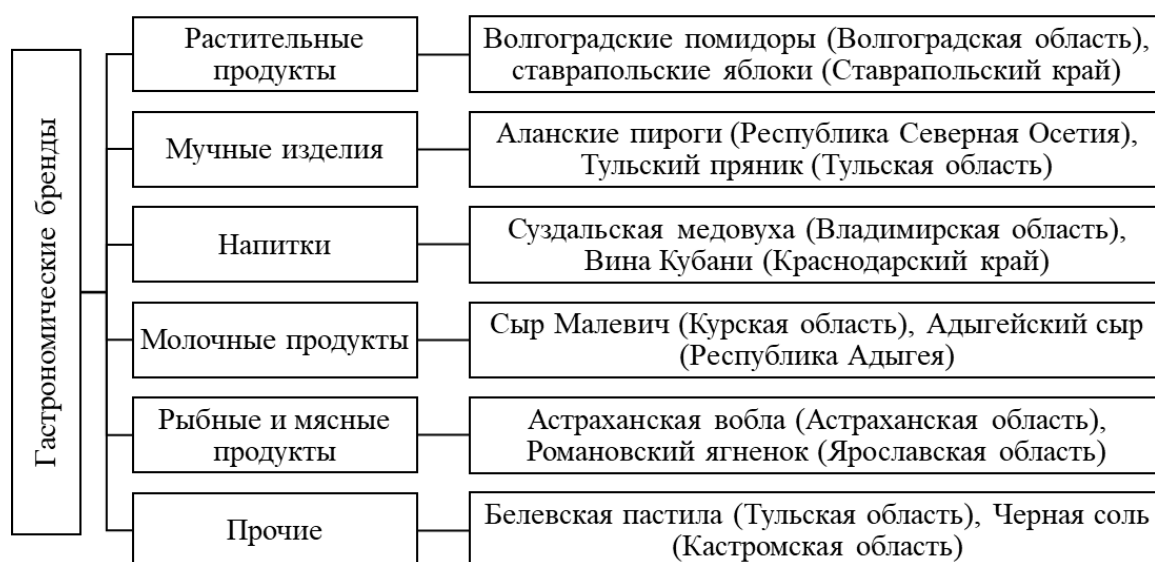 Гастрономические бренды
Растительные
продукты
Волгоградские помидоры (Волгоградская область),
ставрапольские яблоки (Ставрапольский край)
Мучные изделия
Аланские пироги (Республика Северная Осетия),
Тульский пряник (Тульская область)
Напитки
Суздальская медовуха (Владимирская область),
Вина Кубани (Краснодарский край)
Молочные продукты
Сыр Малевич (Курская область), Адыгейский сыр
(Республика Адыгея)
Рыбные и мясные
продукты
Астраханская вобла (Астраханская область),
Романовский ягненок (Ярославская область)
Прочие
Белевская пастила (Тульская область), Черная соль
(Кастромская область)